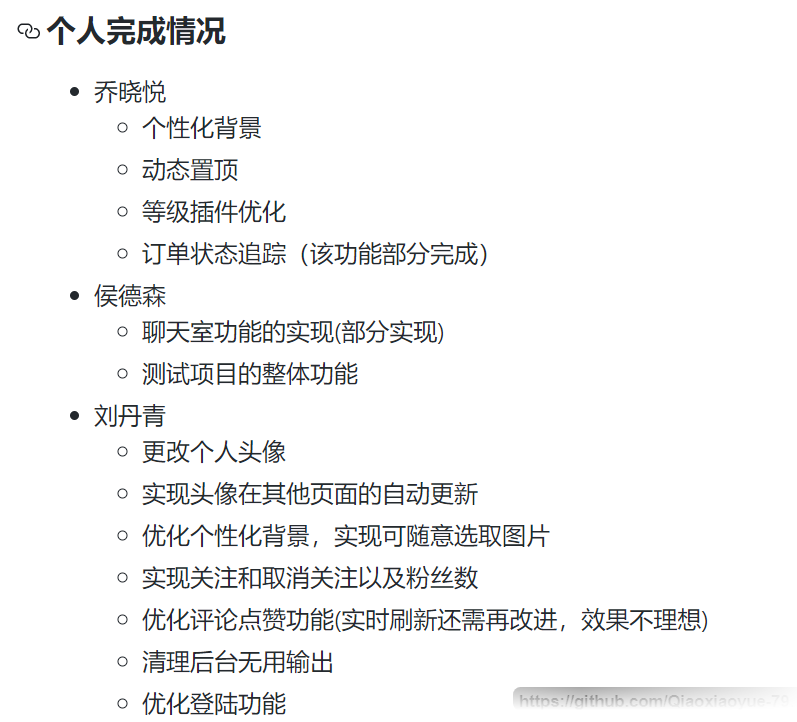 个人完成情况
乔晓悦
个性化背景
动态置顶
等级插件优化
订单状态追踪（该功能部分完成）
侯德森
聊天室功能的实现(部分实现)
测试项目的整体功能
刘丹青
更改个人头像
实现头像在其他页面的自动更新
优化个性化背景，实现可随意选取图片
实现关注和取消关注以及粉丝数
优化评论点赞功能(实时刷新还需再改进，效果不理想)
清理后台无用输出
优化登陆功能
https://github.com/Qiaoxiaoyue-79